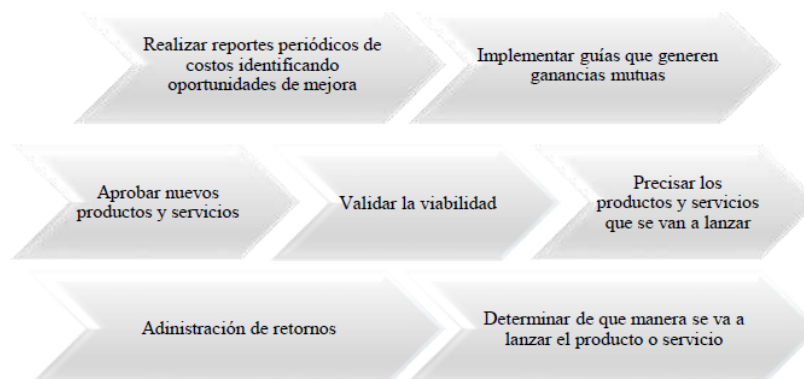 Realizar reportes periódicos de
costos identificando
oportunidades de mejora
Implementar guías que generen
ganancias mutuas
Aprobar nuevos
productos y servicios
Validar la viabilidad
Precisar los
productos y servicios
que se van a lanzar
Adinistración de retornos
Determinar de que manera se va a
lanzar el producto o servicio